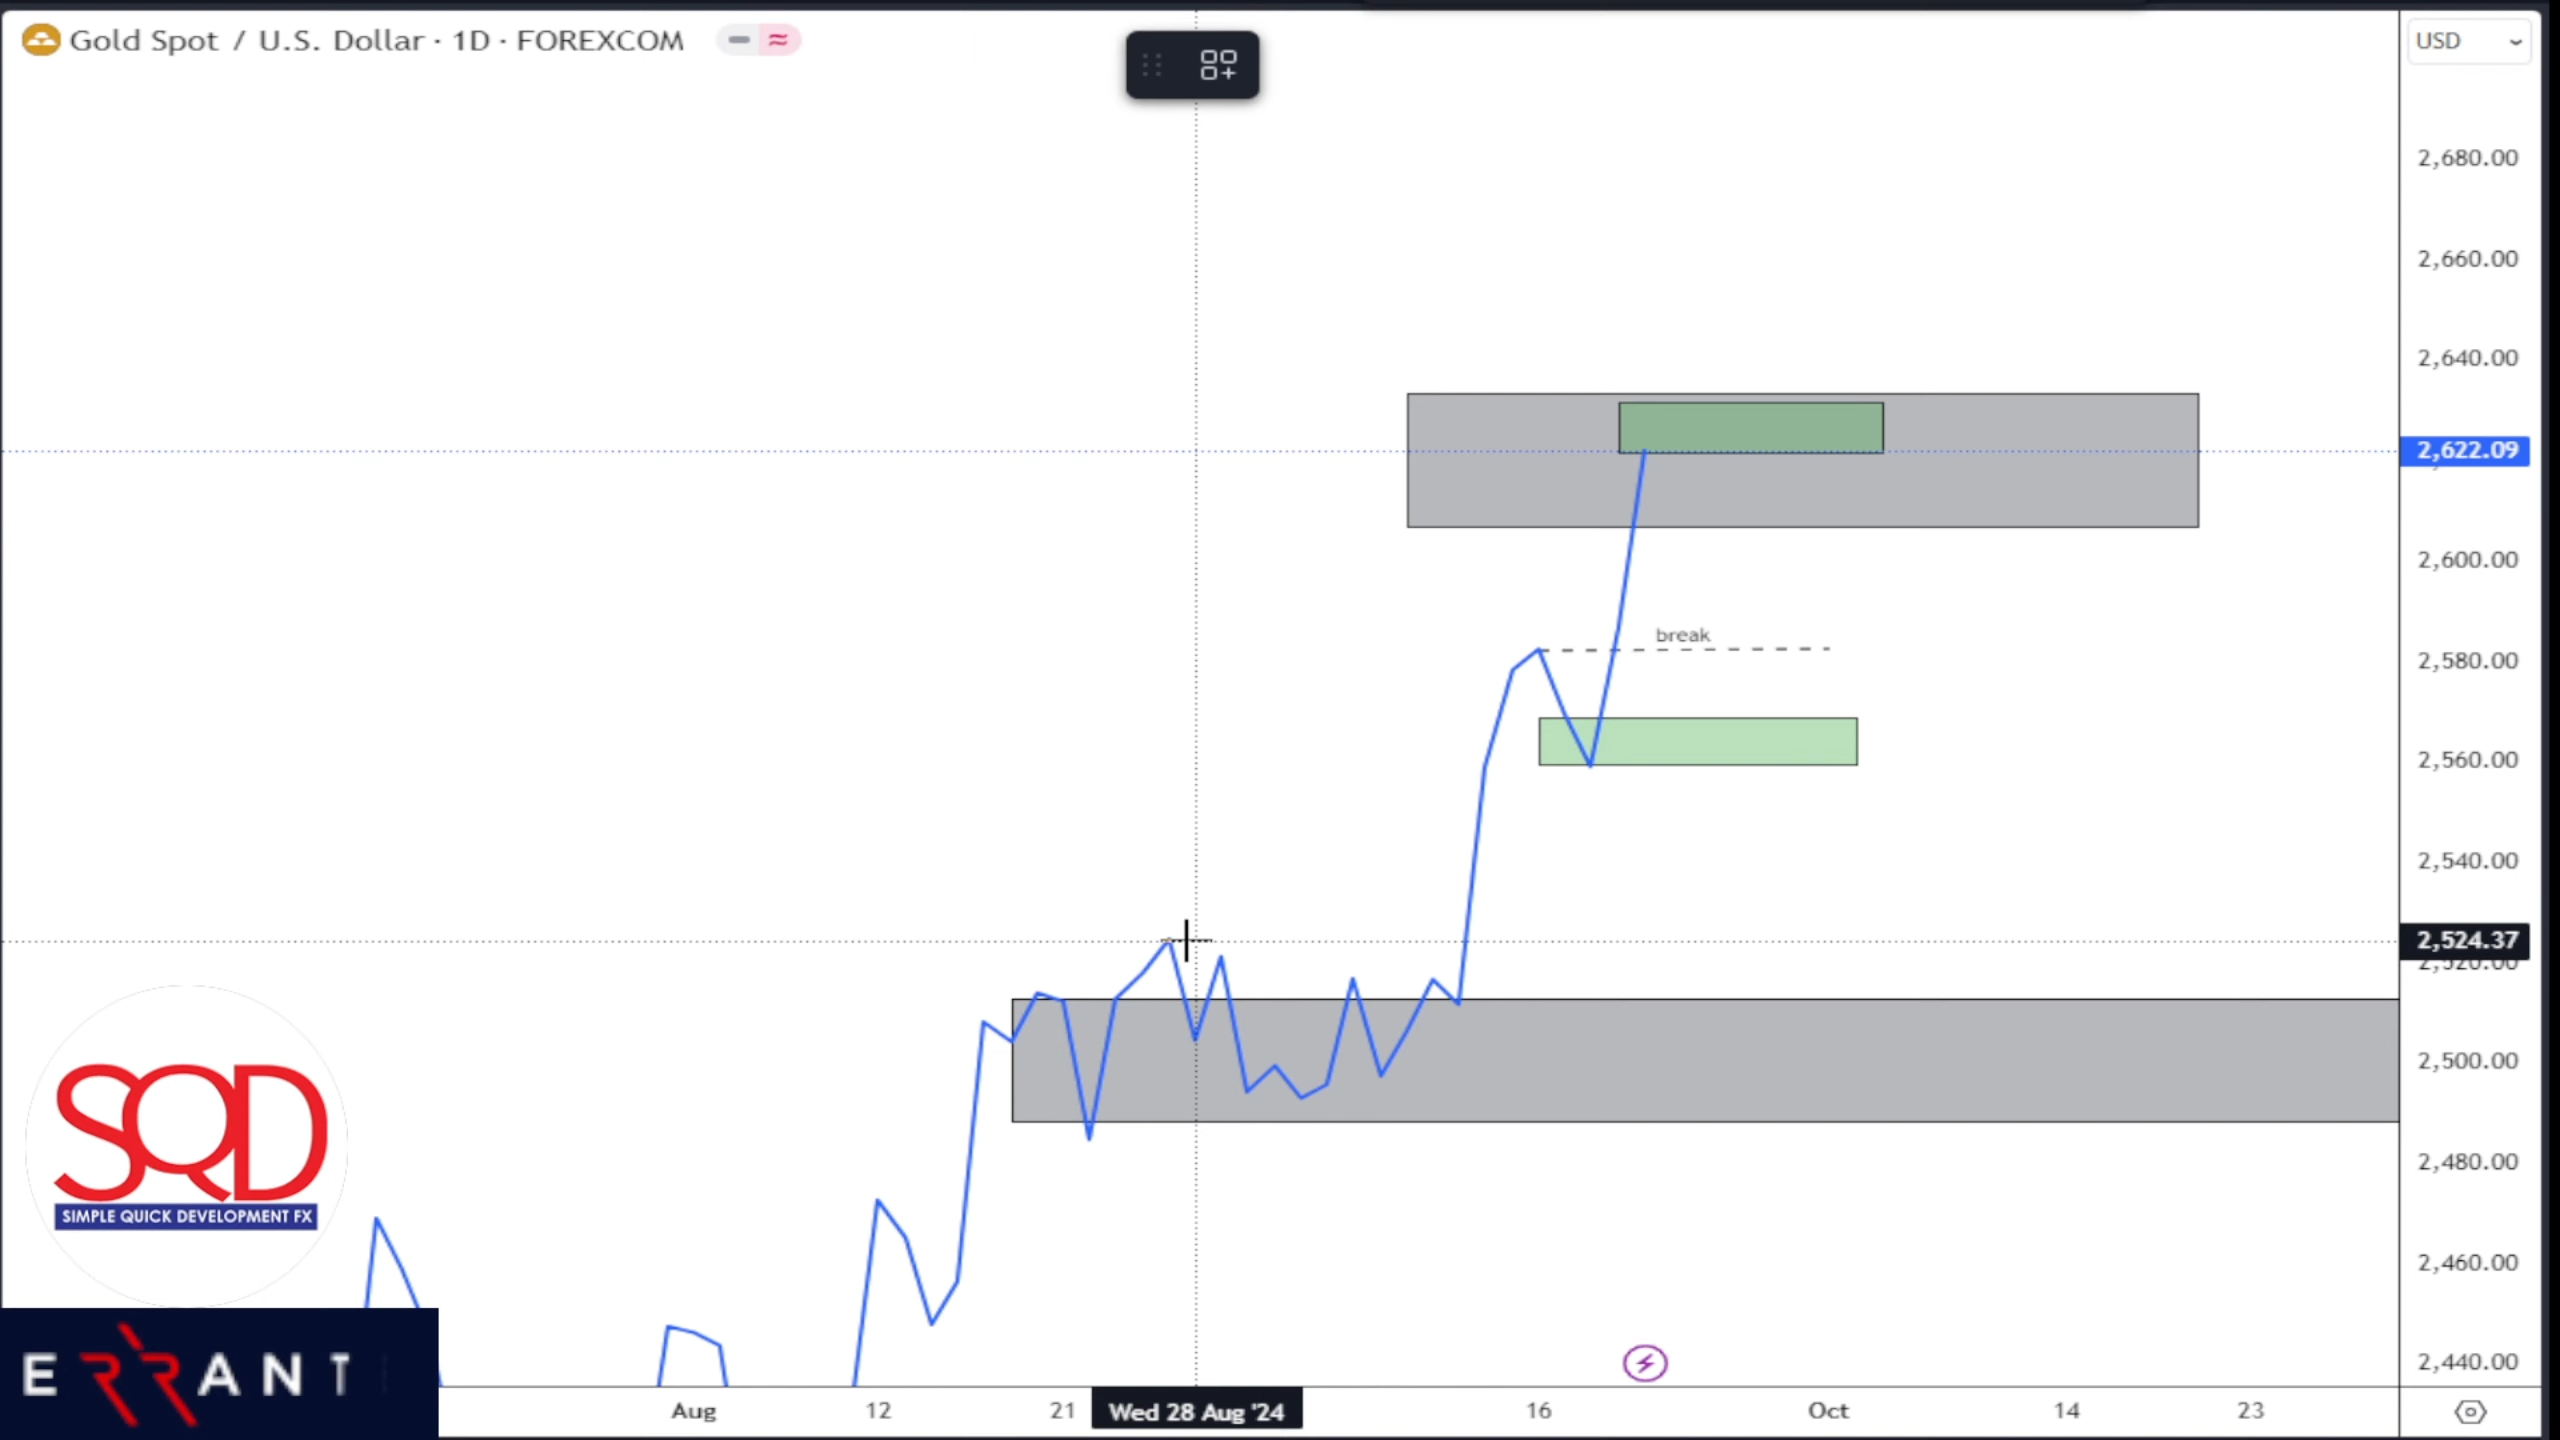 Gold Spot / U.S. Dollar · 1D · FOREXCOM
USD
2,680.00
2,660.00
2,640.00
2,622.09
2,600.00
break
2,580.00
2,560.00
2,540.00
2,524.37
2,520.00
2,500.00
2,480.00
2,460.00
2,440.00
SQD
SIMPLE QUICK DEVELOPMENT FX
ERRANT
Aug
12
21
Wed 28 Aug '24
16
Oct
14
23